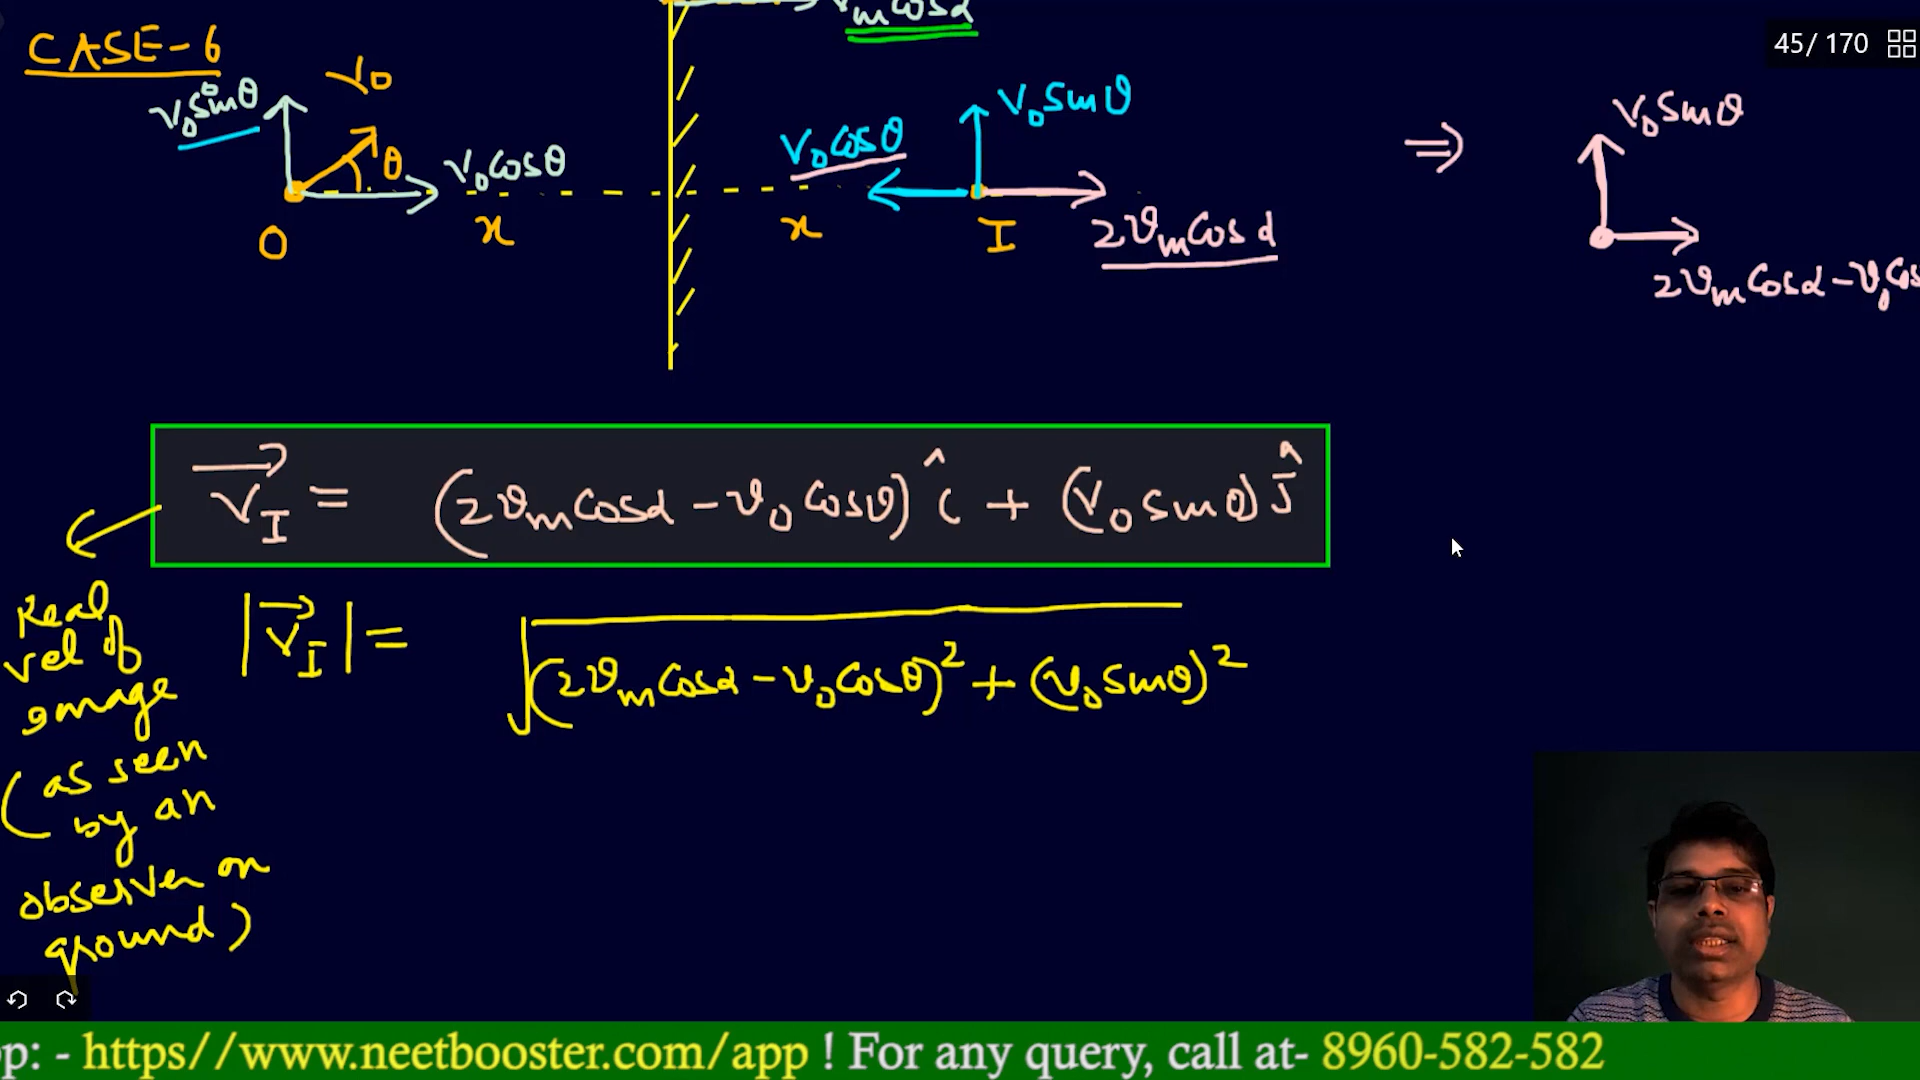 VmCosα
CASE-6
45/ 170
V₀
V₀Sinθ
θ
V₀Cosθ
O
x
V₀Cosθ
V₀Sinθ
x
I
2VmCosα
⇒
V₀Sinθ
2VmCosα-V₀Cos
V⃗I = (2VmCosα - V₀Cosθ) î + (V₀Sinθ) ĵ
|V⃗I| = √(2VmCosα - V₀Cosθ)² + (V₀Sinθ)²
Real
vel of
image
(as seen
by an
observer on
ground)
p: - https//www.neetbooster.com/app ! For any query, call at- 8960-582-582